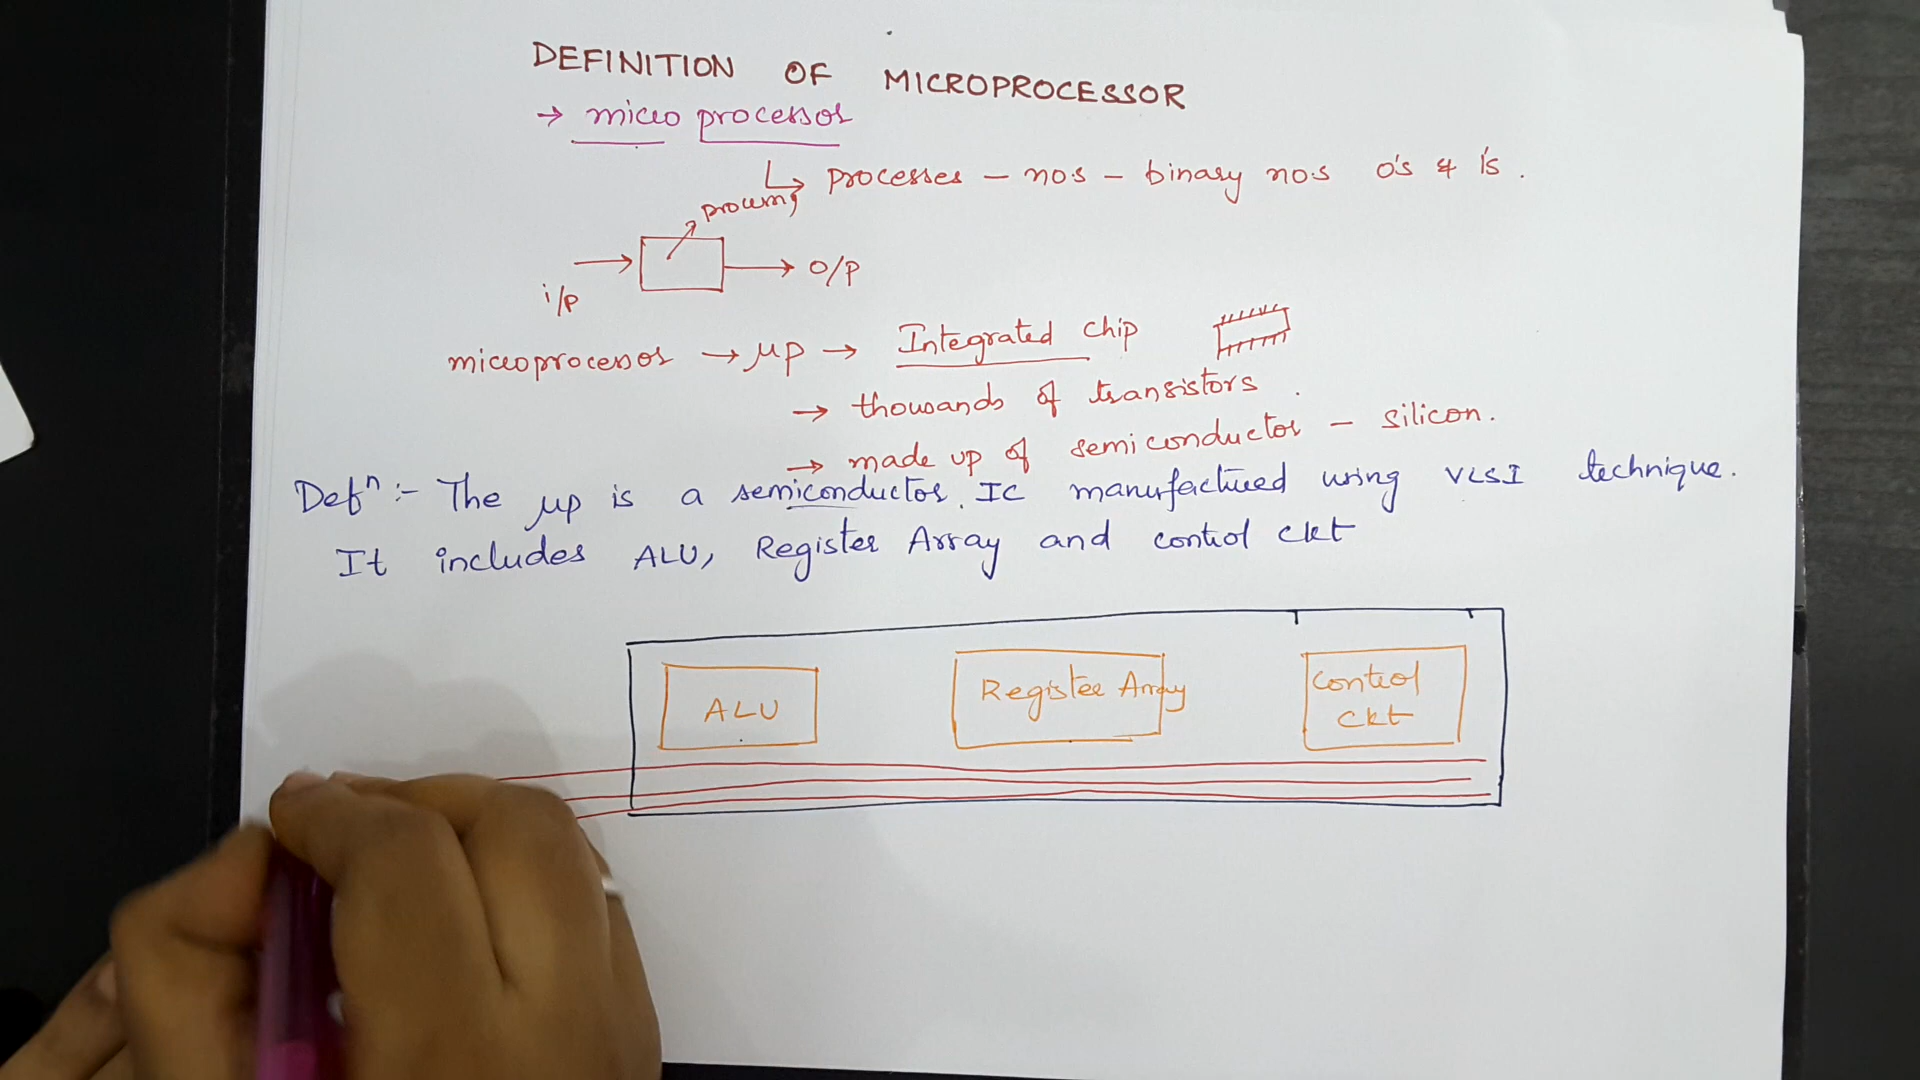 DEFINITION OF MICROPROCESSOR
→ micro processor
↳ processes - nos - binary nos 0's & 1's .
i/p → → o/p
microprocessor → μp → Integrated chip
→ thousands of transistors .
→ made up of semiconductor - silicon.
Defⁿ :- The μp is a semiconductor IC manufactured using VLSI technique.
It includes ALU, Register Array and control ckt
ALU
Register Array
control
ckt